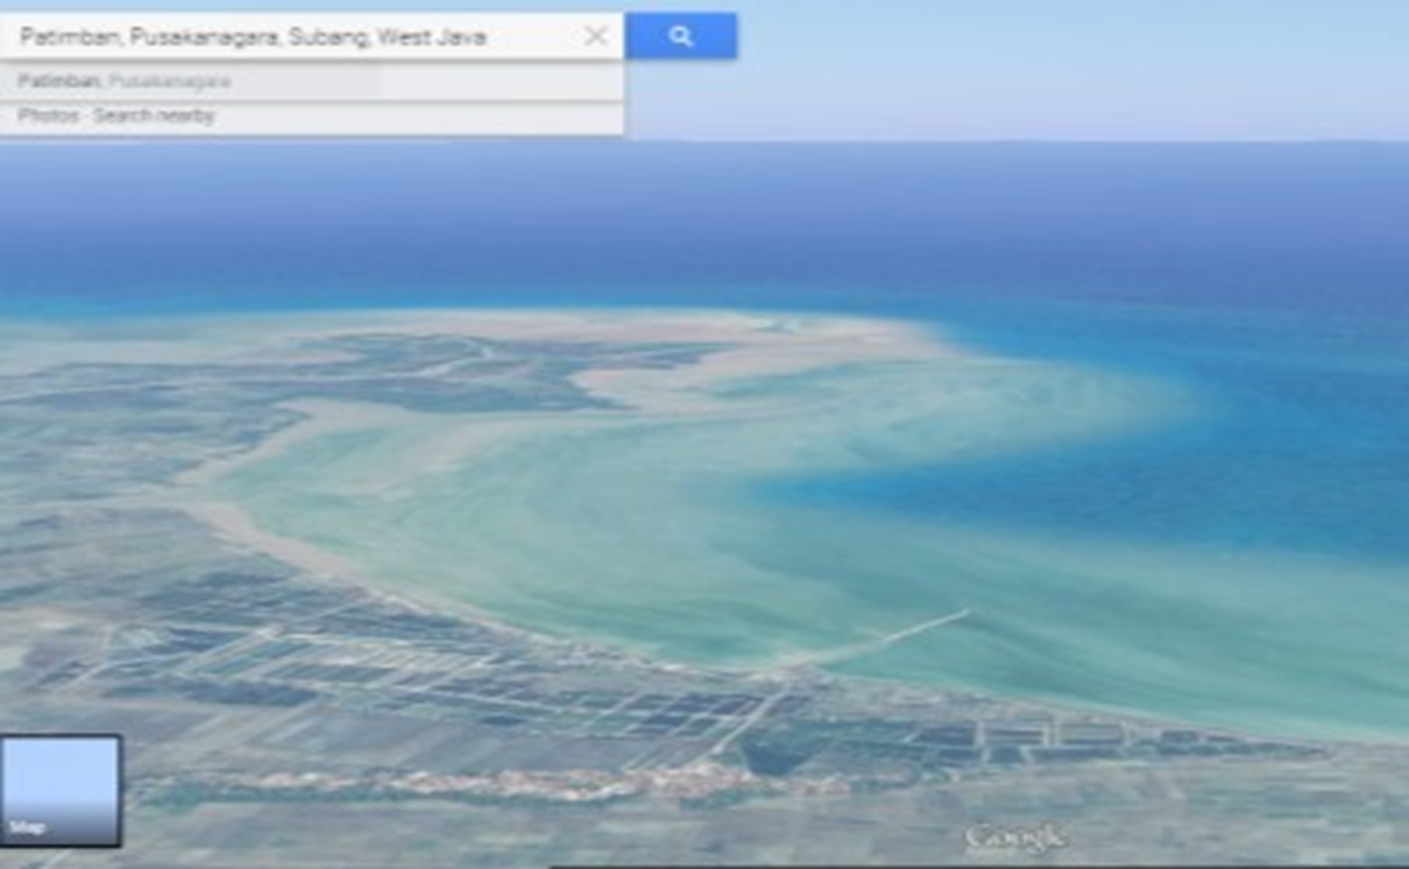 Patimban, Pusakanagara, Subang, West Java
Patimban, Pusakanagara
Photos · Search nearby
Map
Google